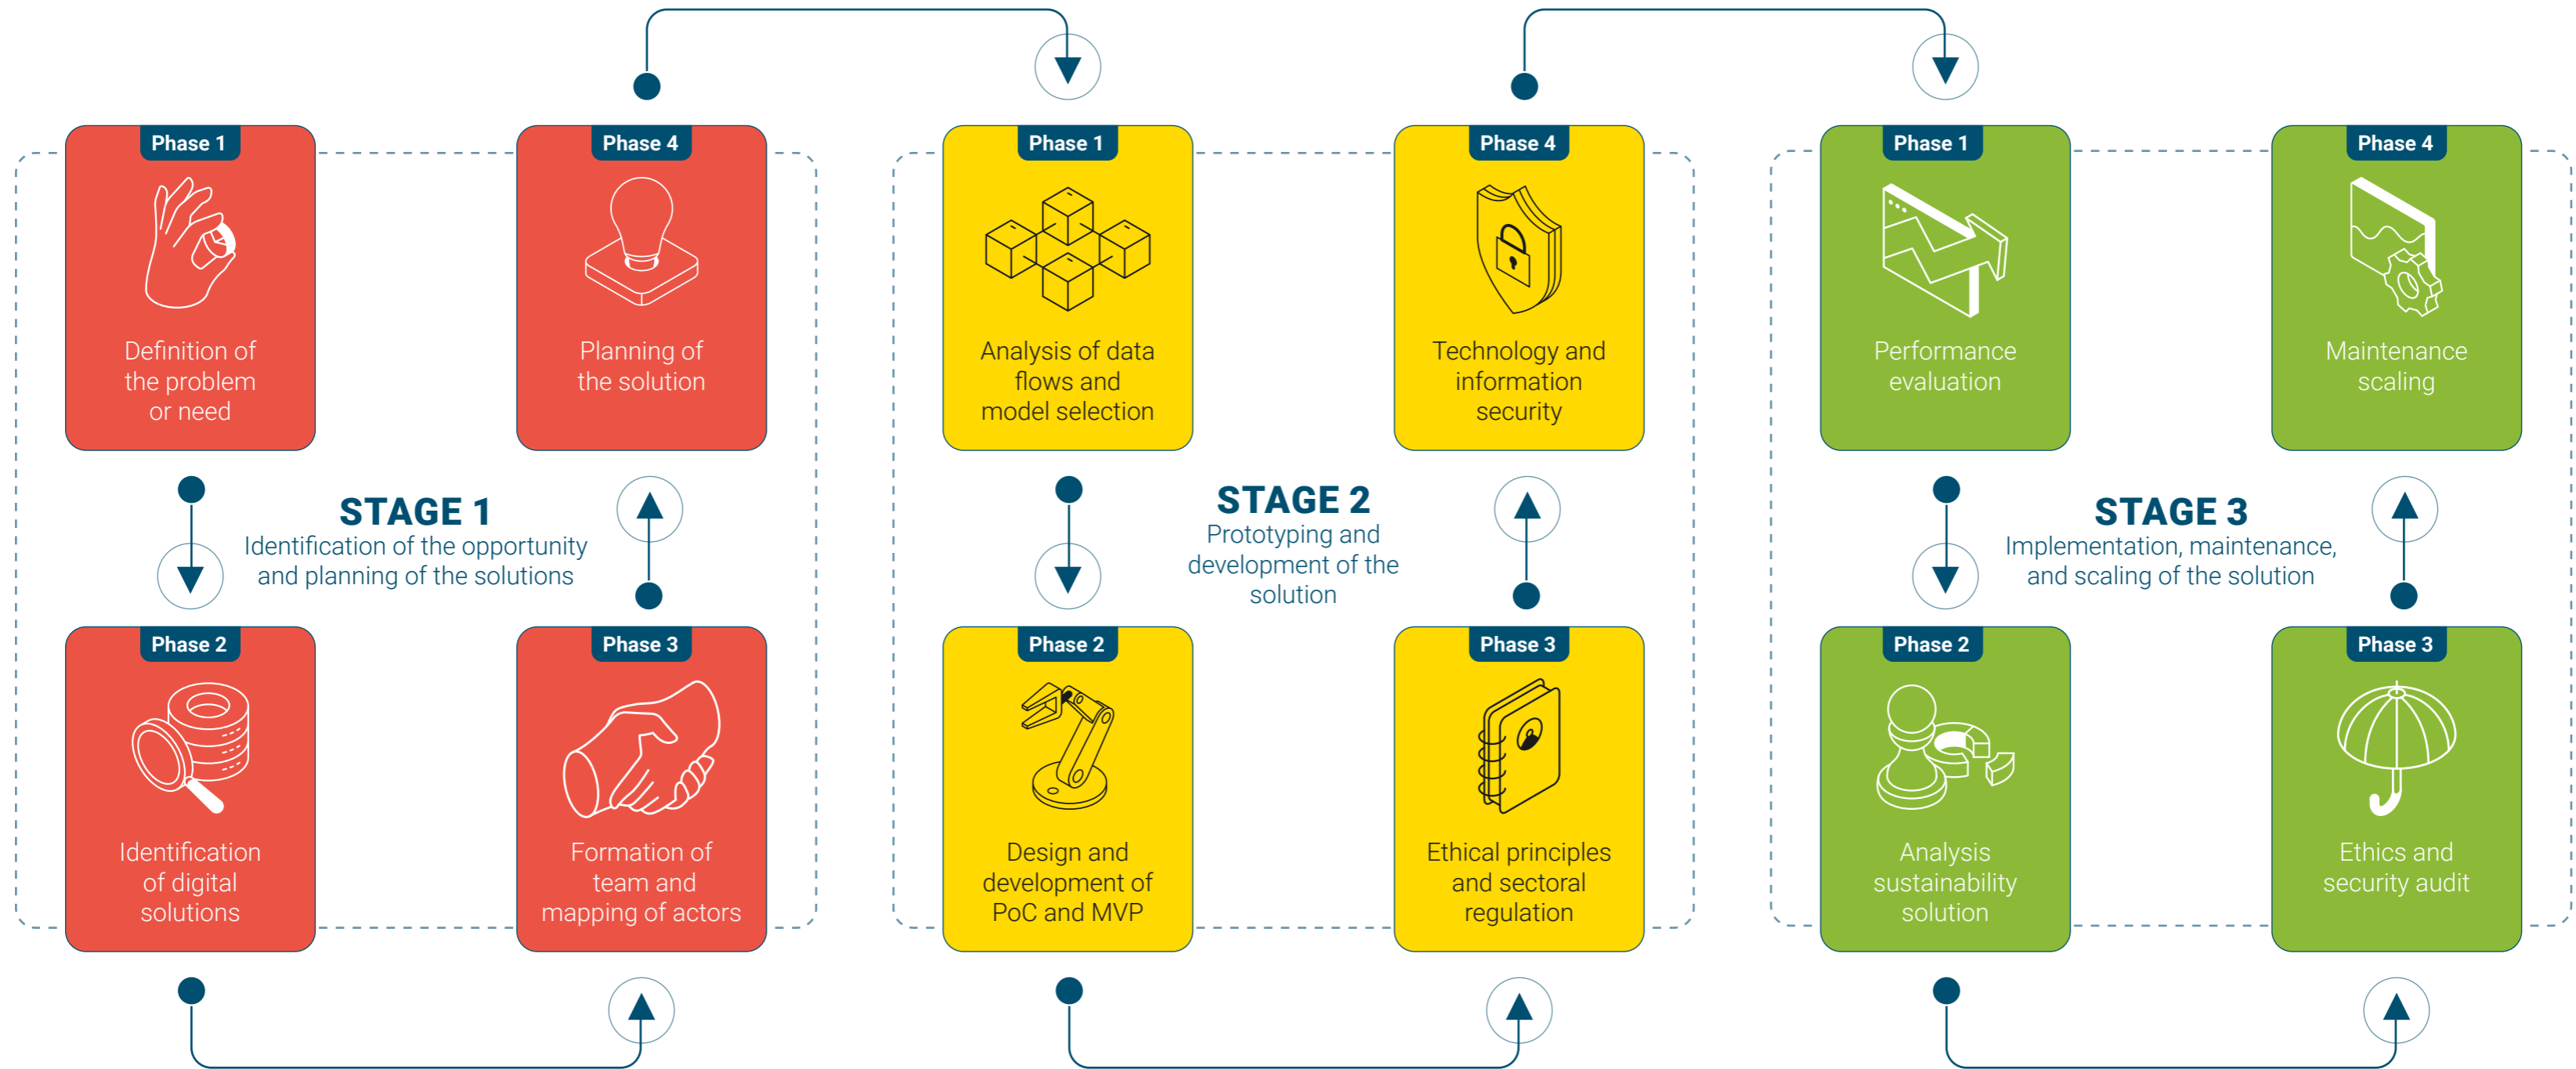 Phase 1
Definition of
the problem
or need
Phase 4
Planning of
the solution
STAGE 1
Identification of the opportunity
and planning of the solutions
Phase 2
Identification
of digital
solutions
Phase 3
Formation of
team and
mapping of actors
Phase 1
Analysis of data
flows and
model selection
Phase 4
Technology and
information
security
STAGE 2
Prototyping and
development of the
solution
Phase 2
Design and
development of
PoC and MVP
Phase 3
Ethical principles
and sectoral
regulation
Phase 1
Performance
evaluation
Phase 4
Maintenance
scaling
STAGE 3
Implementation, maintenance,
and scaling of the solution
Phase 2
Analysis
sustainability
solution
Phase 3
Ethics and
security audit